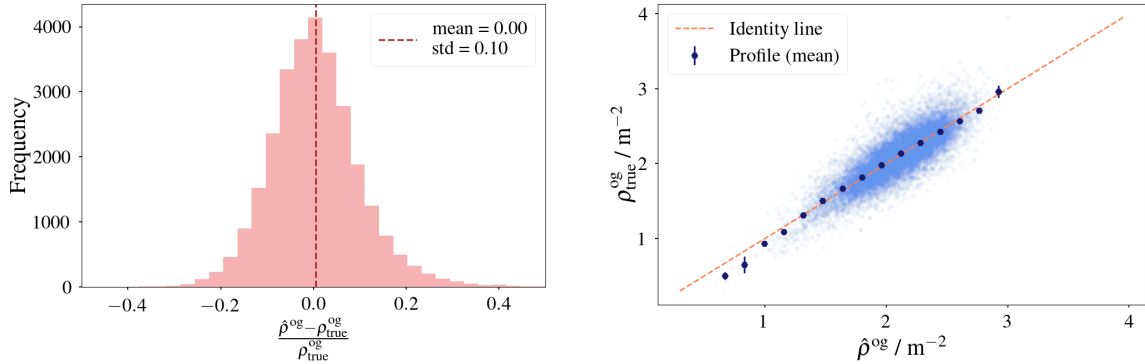 4000
3000
2000
1000
0
Frequency
mean = 0.00
std = 0.10
−0.4
−0.2
0.0
0.2
0.4
ρ̂^og − ρ_true^og
ρ_true^og
4
3
2
1
ρ_true^og / m^−2
Identity line
Profile (mean)
1
2
3
4
ρ̂^og / m^−2